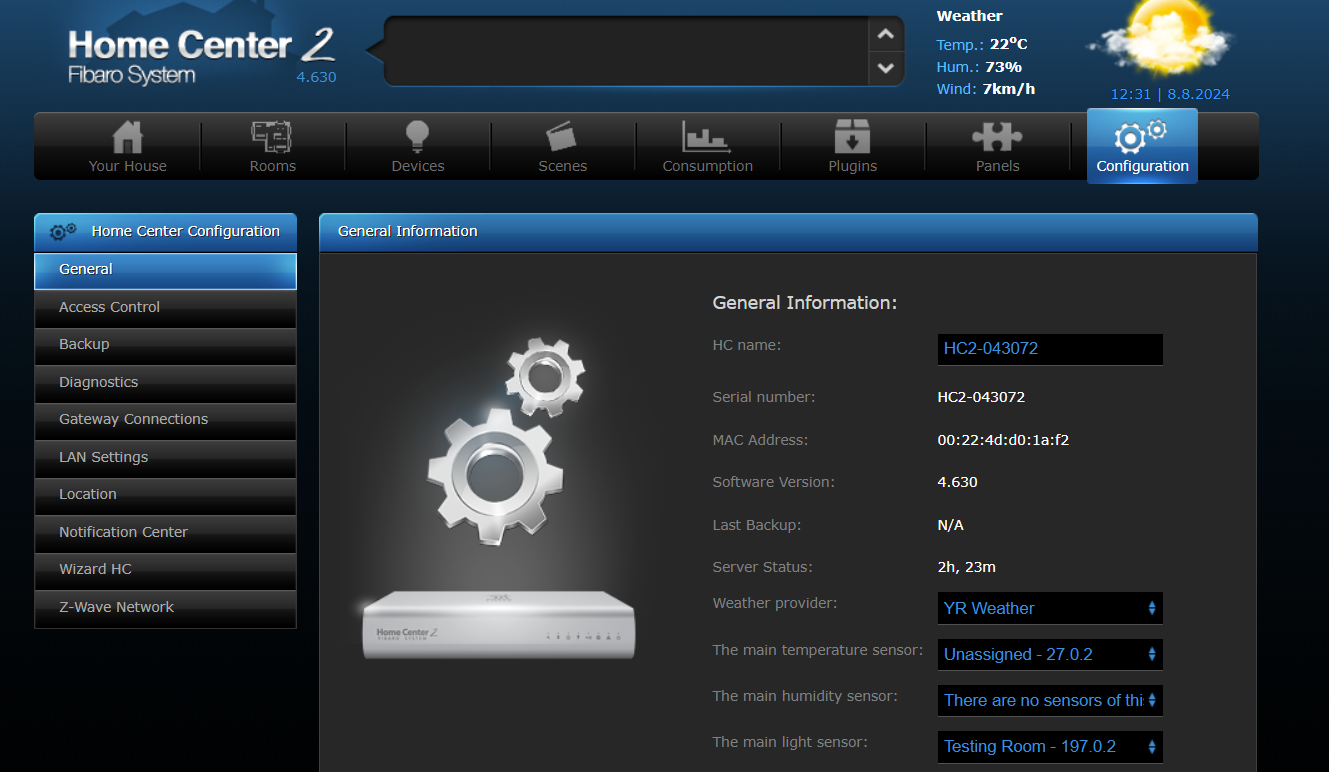 Home Center 2
Fibaro System
4.630
Weather
Temp.: 22°C
Hum.: 73%
Wind: 7km/h
12:31 | 8.8.2024
Your House
Rooms
Devices
Scenes
Consumption
Plugins
Panels
Configuration
Home Center Configuration
General
Access Control
Backup
Diagnostics
Gateway Connections
LAN Settings
Location
Notification Center
Wizard HC
Z-Wave Network
General Information
General Information:
HC name: HC2-043072
Serial number: HC2-043072
MAC Address: 00:22:4d:d0:1a:f2
Software Version: 4.630
Last Backup: N/A
Server Status: 2h, 23m
Weather provider: YR Weather
The main temperature sensor: Unassigned - 27.0.2
The main humidity sensor: There are no sensors of thi
The main light sensor: Testing Room - 197.0.2
Home Center 2
FIBARO SYSTEM